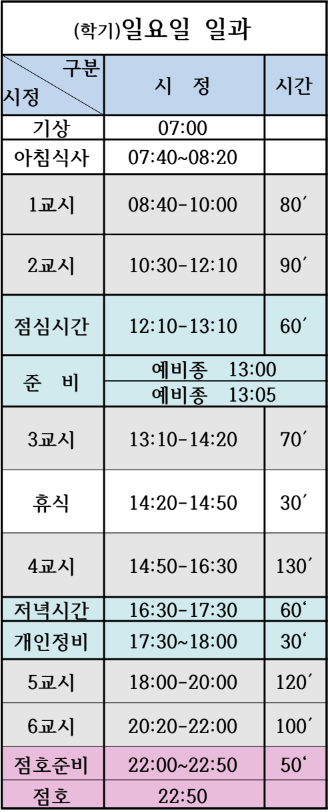 (학기)일요일 일과
구분
시정
시 정
시간
기상 07:00
아침식사 07:40~08:20
1교시 08:40-10:00 80´
2교시 10:30-12:10 90´
점심시간 12:10-13:10 60´
준 비
예비종 13:00
예비종 13:05
3교시 13:10-14:20 70´
휴식 14:20-14:50 30´
4교시 14:50-16:30 130´
저녁시간 16:30-17:30 60‘
개인정비 17:30~18:00 30‘
5교시 18:00-20:00 120´
6교시 20:20-22:00 100´
점호준비 22:00~22:50 50‘
점호 22:50